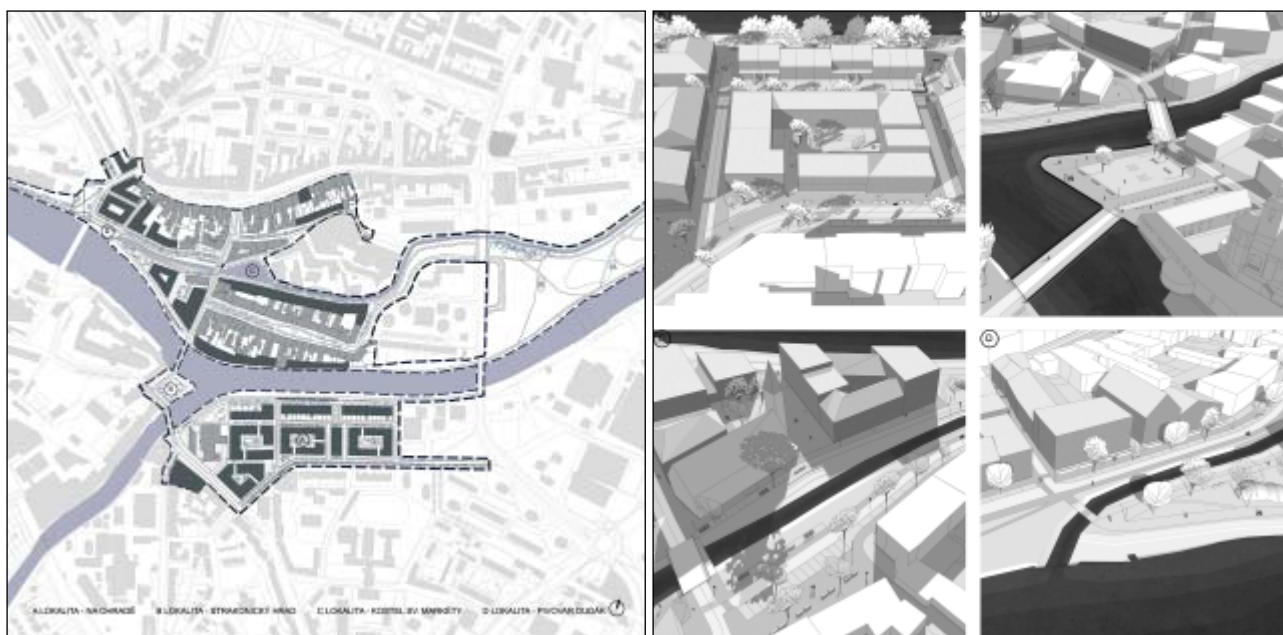 A LOKALITA - NA OHRADĚ B LOKALITA - STRAKONICKÝ HRAD C LOKALITA - KOSTEL SV. MARKÉTY D LOKALITA - PIVOVAR DUDÁK